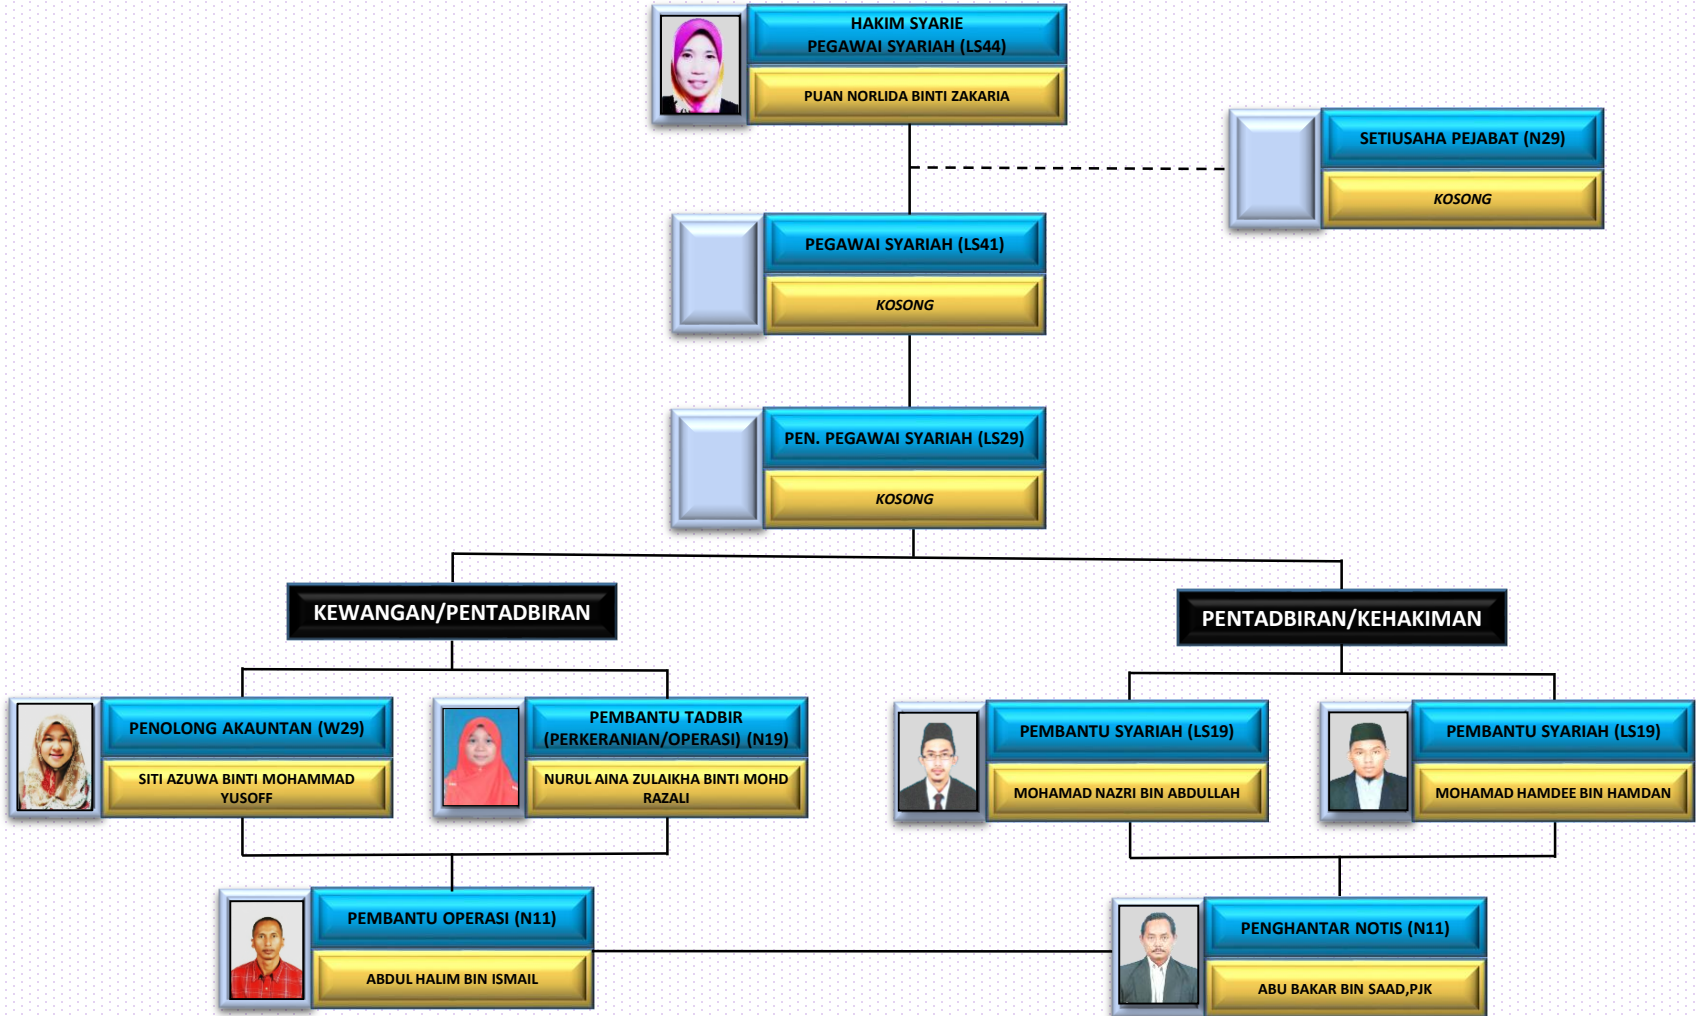 HAKIM SYARIE
PEGAWAI SYARIAH (LS44)
PUAN NORLIDA BINTI ZAKARIA
SETIUSAHA PEJABAT (N29)
KOSONG
PEGAWAI SYARIAH (LS41)
KOSONG
PEN. PEGAWAI SYARIAH (LS29)
KOSONG
KEWANGAN/PENTADBIRAN
PENTADBIRAN/KEHAKIMAN
PENOLONG AKAUNTAN (W29)
SITI AZUWA BINTI MOHAMMAD
YUSOFF
PEMBANTU TADBIR
(PERKERANIAN/OPERASI) (N19)
NURUL AINA ZULAIKHA BINTI MOHD
RAZALI
PEMBANTU SYARIAH (LS19)
MOHAMAD NAZRI BIN ABDULLAH
PEMBANTU SYARIAH (LS19)
MOHAMAD HAMDEE BIN HAMDAN
PEMBANTU OPERASI (N11)
ABDUL HALIM BIN ISMAIL
PENGHANTAR NOTIS (N11)
ABU BAKAR BIN SAAD,PJK